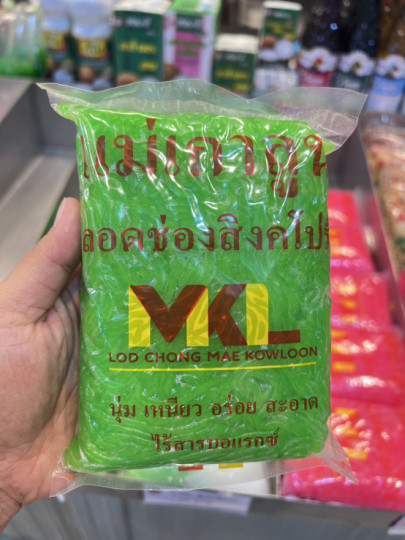 แม่เกาลูน
ลอดช่องสิงคโปร์
MKL
LOD CHONG MAE KOWLOON
นุ่ม เหนียว อร่อย สะอาด
ไร้สารบอแรกซ์